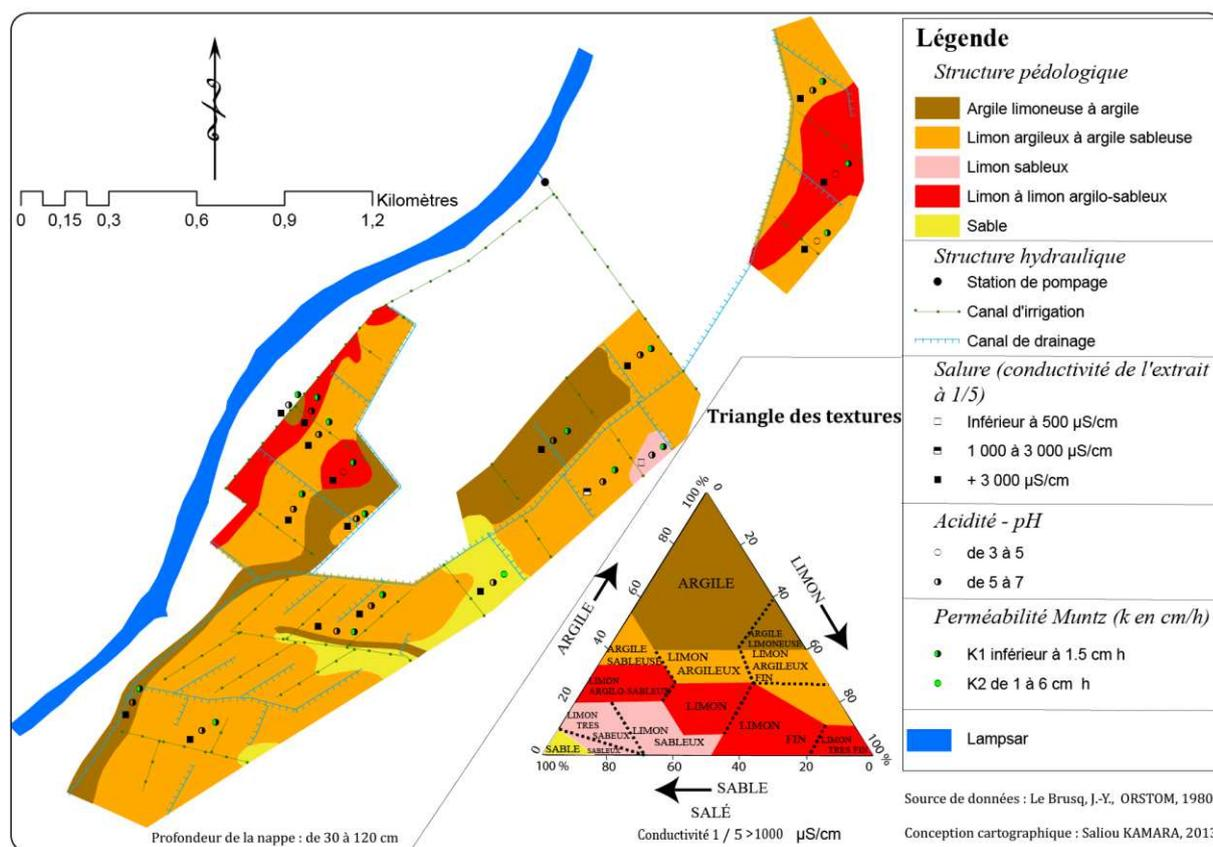 Kilomètres
0 0,15 0,3 0,6 0,9 1,2
Profondeur de la nappe : de 30 à 120 cm
Triangle des textures
100 % 0
80 20
60 40
40 60
20 80
0 100 %
100 % 80 60 40 20 0
ARGILE
LIMON
SABLE
ARGILE
ARGILE
LIMONEUSE
ARGILE
SABLEUSE
LIMON
ARGILEUX
LIMON
ARGILEUX
FIN
LIMON
ARGILO-SABLEUX
LIMON
LIMON
FIN
LIMON
TRES FIN
LIMON
TRES
SABEUX
LIMON
SABLEUX
SABLE
SABLEUX
SALÉ
Conductivité 1 / 5 >1000 µS/cm
Légende
Structure pédologique
Argile limoneuse à argile
Limon argileux à argile sableuse
Limon sableux
Limon à limon argilo-sableux
Sable
Structure hydraulique
Station de pompage
Canal d'irrigation
Canal de drainage
Salure (conductivité de l'extrait
à 1/5)
Inférieur à 500 µS/cm
1 000 à 3 000 µS/cm
+ 3 000 µS/cm
Acidité - pH
de 3 à 5
de 5 à 7
Perméabilité Muntz (k en cm/h)
K1 inférieur à 1.5 cm h
K2 de 1 à 6 cm h
Lampsar
Source de données : Le Brusq, J.-Y., ORSTOM, 1980
Conception cartographique : Saliou KAMARA, 2013